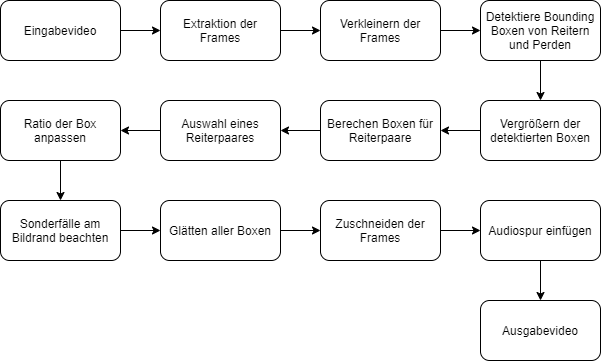 Eingabevideo
Extraktion der
Frames
Verkleinern der
Frames
Detektiere Bounding
Boxen von Reitern
und Perden
Vergrößern der
detektierten Boxen
Berechen Boxen für
Reiterpaare
Auswahl eines
Reiterpaares
Ratio der Box
anpassen
Sonderfälle am
Bildrand beachten
Glätten aller Boxen
Zuschneiden der
Frames
Audiospur einfügen
Ausgabevideo